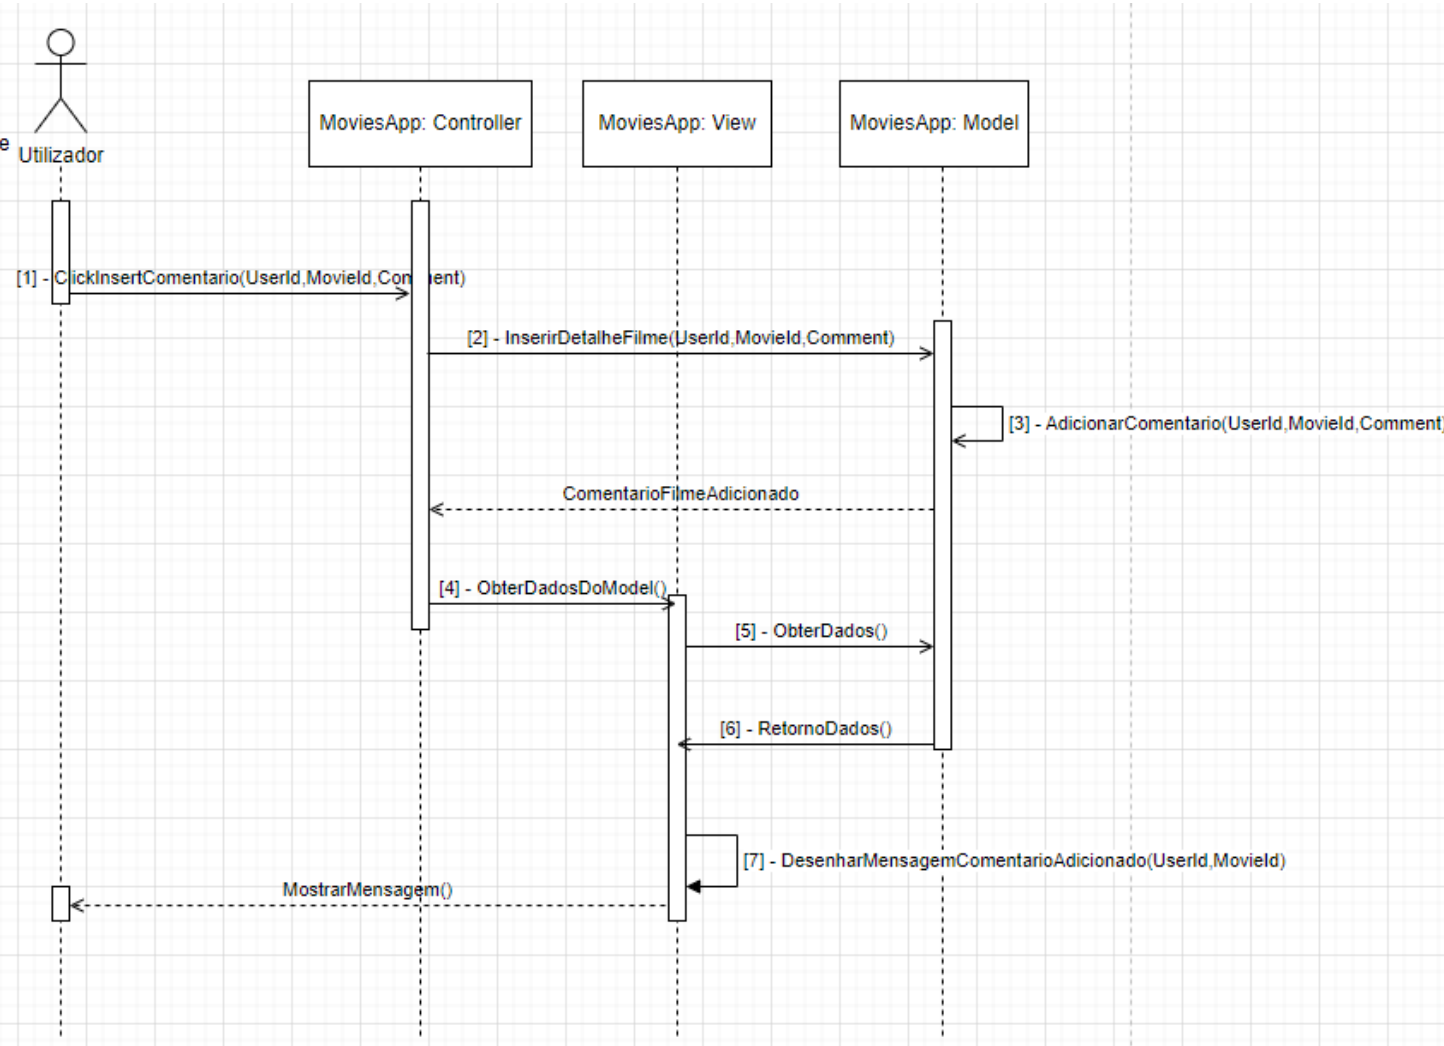 e
Utilizador
MoviesApp: Controller
MoviesApp: View
MoviesApp: Model
[1] - ClickInsertComentario(UserId,MovieId,Comment)
[2] - InserirDetalheFilme(UserId,MovieId,Comment)
[3] - AdicionarComentario(UserId,MovieId,Comment)
ComentarioFilmeAdicionado
[4] - ObterDadosDoModel()
[5] - ObterDados()
[6] - RetornoDados()
[7] - DesenharMensagemComentarioAdicionado(UserId,MovieId)
MostrarMensagem()